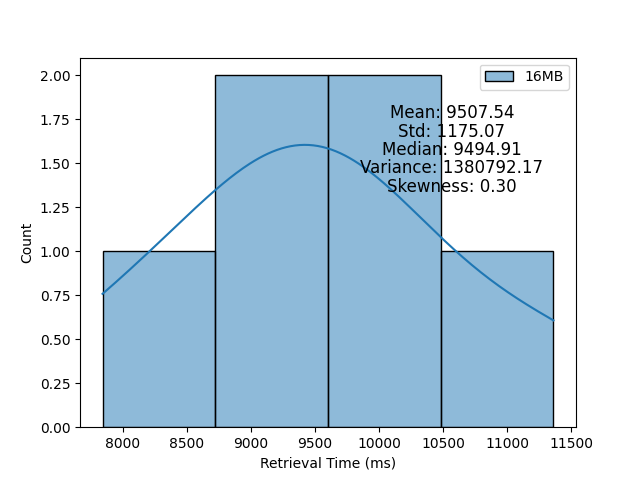 16MB
Mean: 9507.54
Std: 1175.07
Median: 9494.91
Variance: 1380792.17
Skewness: 0.30
Count
2.00
1.75
1.50
1.25
1.00
0.75
0.50
0.25
0.00
8000 8500 9000 9500 10000 10500 11000 11500
Retrieval Time (ms)